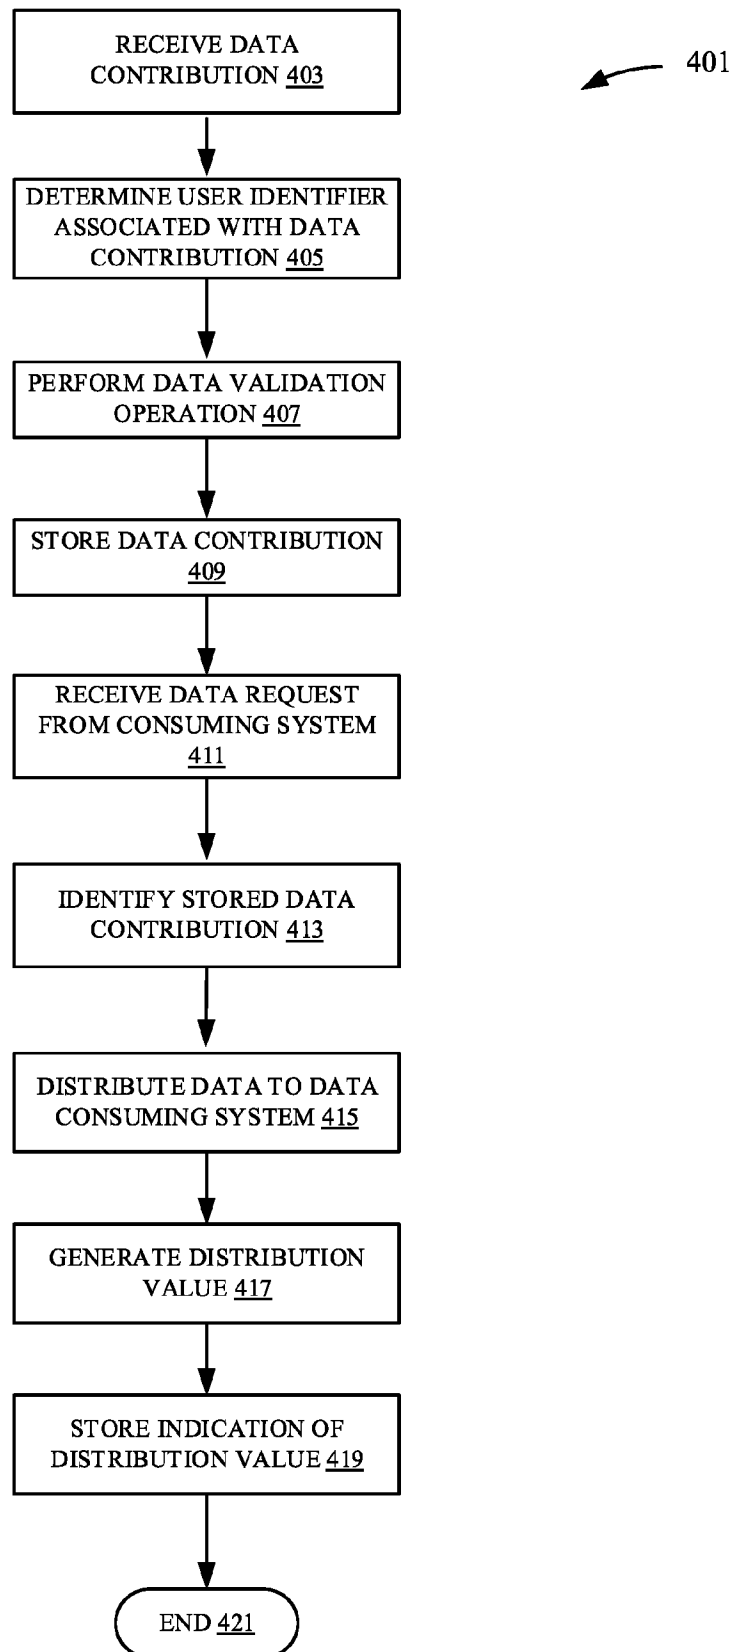 RECEIVE DATA
CONTRIBUTION 403
401
DETERMINE USER IDENTIFIER
ASSOCIATED WITH DATA
CONTRIBUTION 405
PERFORM DATA VALIDATION
OPERATION 407
STORE DATA CONTRIBUTION
409
RECEIVE DATA REQUEST
FROM CONSUMING SYSTEM
411
IDENTIFY STORED DATA
CONTRIBUTION 413
DISTRIBUTE DATA TO DATA
CONSUMING SYSTEM 415
GENERATE DISTRIBUTION
VALUE 417
STORE INDICATION OF
DISTRIBUTION VALUE 419
END 421